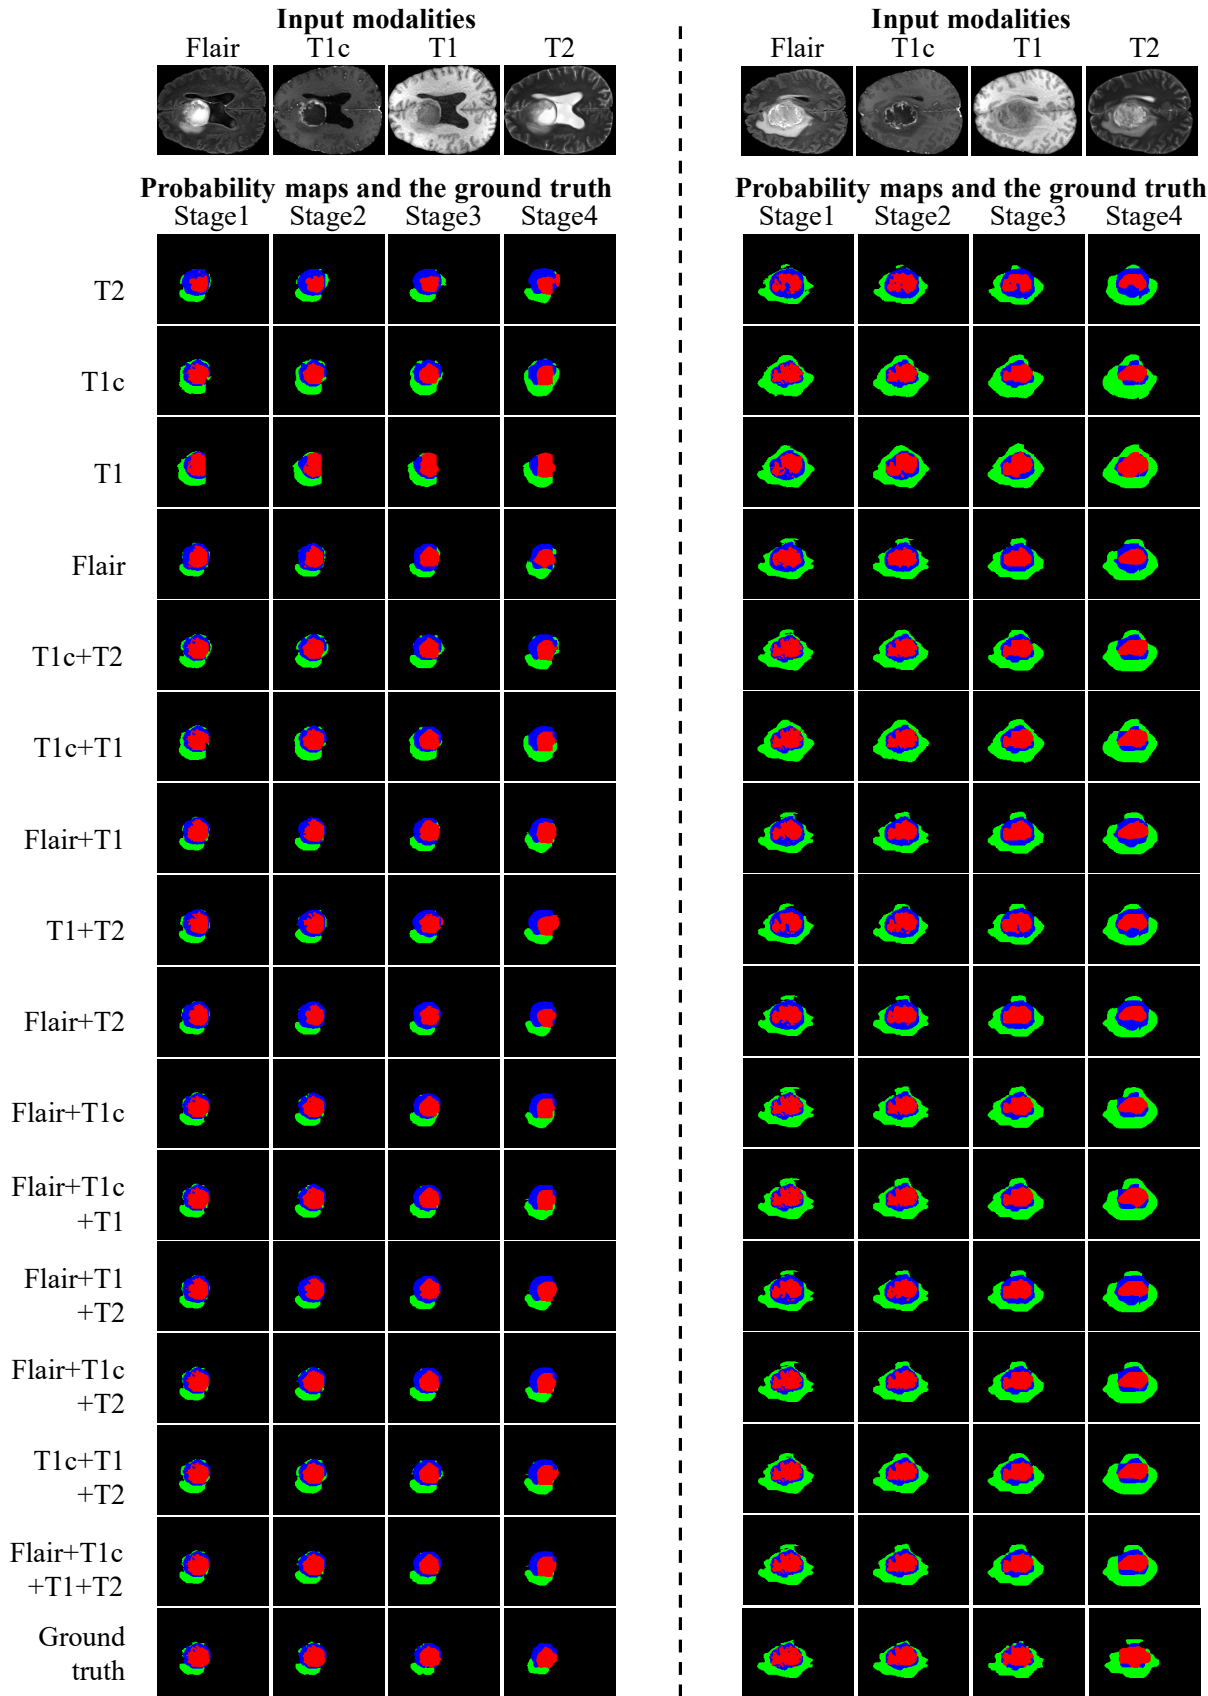 Input modalities
Flair T1c T1 T2
Probability maps and the ground truth
Stage1 Stage2 Stage3 Stage4
Input modalities
Flair T1c T1 T2
Probability maps and the ground truth
Stage1 Stage2 Stage3 Stage4
T2
T1c
T1
Flair
T1c+T2
T1c+T1
Flair+T1
T1+T2
Flair+T2
Flair+T1c
Flair+T1c
+T1
Flair+T1
+T2
Flair+T1c
+T2
T1c+T1
+T2
Flair+T1c
+T1+T2
Ground
truth